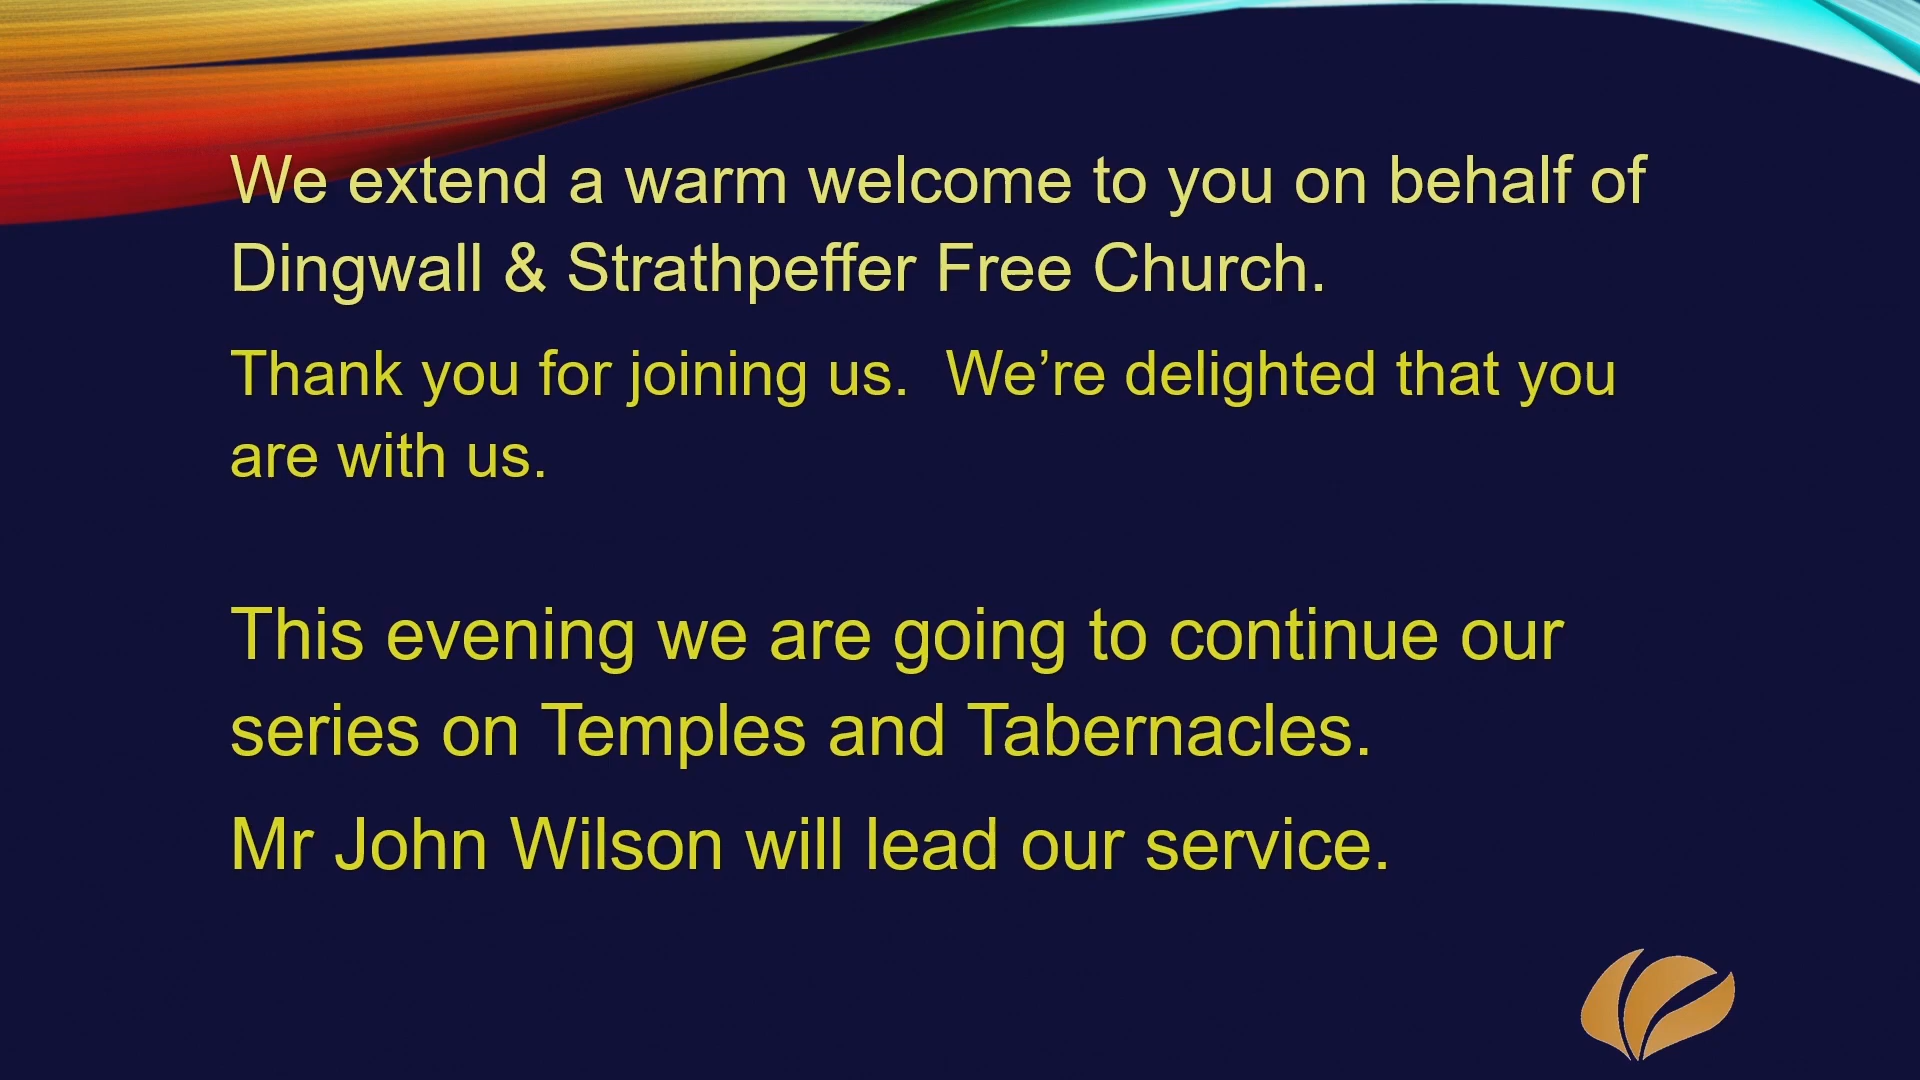 We extend a warm welcome to you on behalf of
Dingwall & Strathpeffer Free Church.
Thank you for joining us.  We’re delighted that you
are with us.
This evening we are going to continue our
series on Temples and Tabernacles.
Mr John Wilson will lead our service.